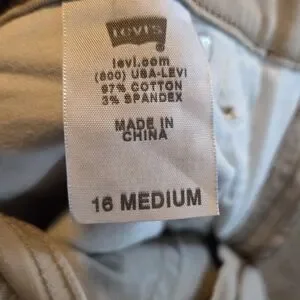 LEVI'S
levi.com
(800) USA-LEVI
97% COTTON
3% SPANDEX
MADE IN
CHINA
16 MEDIUM